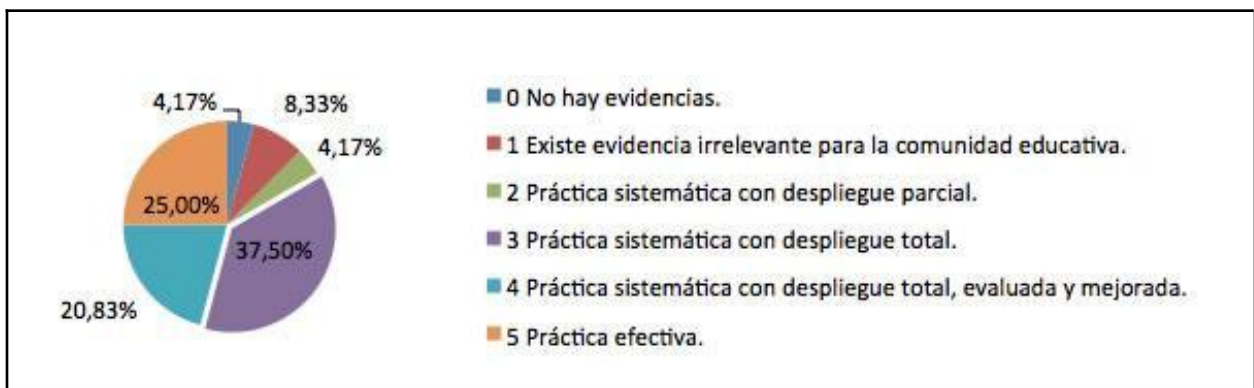 4,17%
8,33%
4,17%
25,00%
37,50%
20,83%
0 No hay evidencias.
1 Existe evidencia irrelevante para la comunidad educativa.
2 Práctica sistemática con despliegue parcial.
3 Práctica sistemática con despliegue total.
4 Práctica sistemática con despliegue total, evaluada y mejorada.
5 Práctica efectiva.